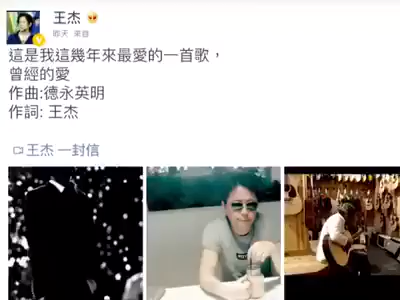 王杰
昨天 來自
這是我這幾年來最愛的一首歌，
曾經的愛
作曲:德永英明
作詞: 王杰
王杰 一封信